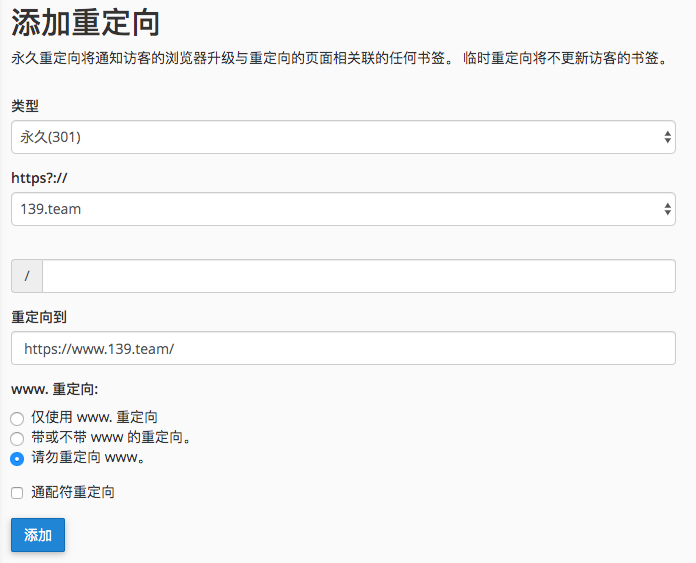 添加重定向
永久重定向将通知访客的浏览器升级与重定向的页面相关联的任何书签。 临时重定向将不更新访客的书签。
类型
永久(301)
https?://
139.team
/
重定向到
https://www.139.team/
www. 重定向:
仅使用 www. 重定向
带或不带 www 的重定向。
请勿重定向 www。
通配符重定向
添加